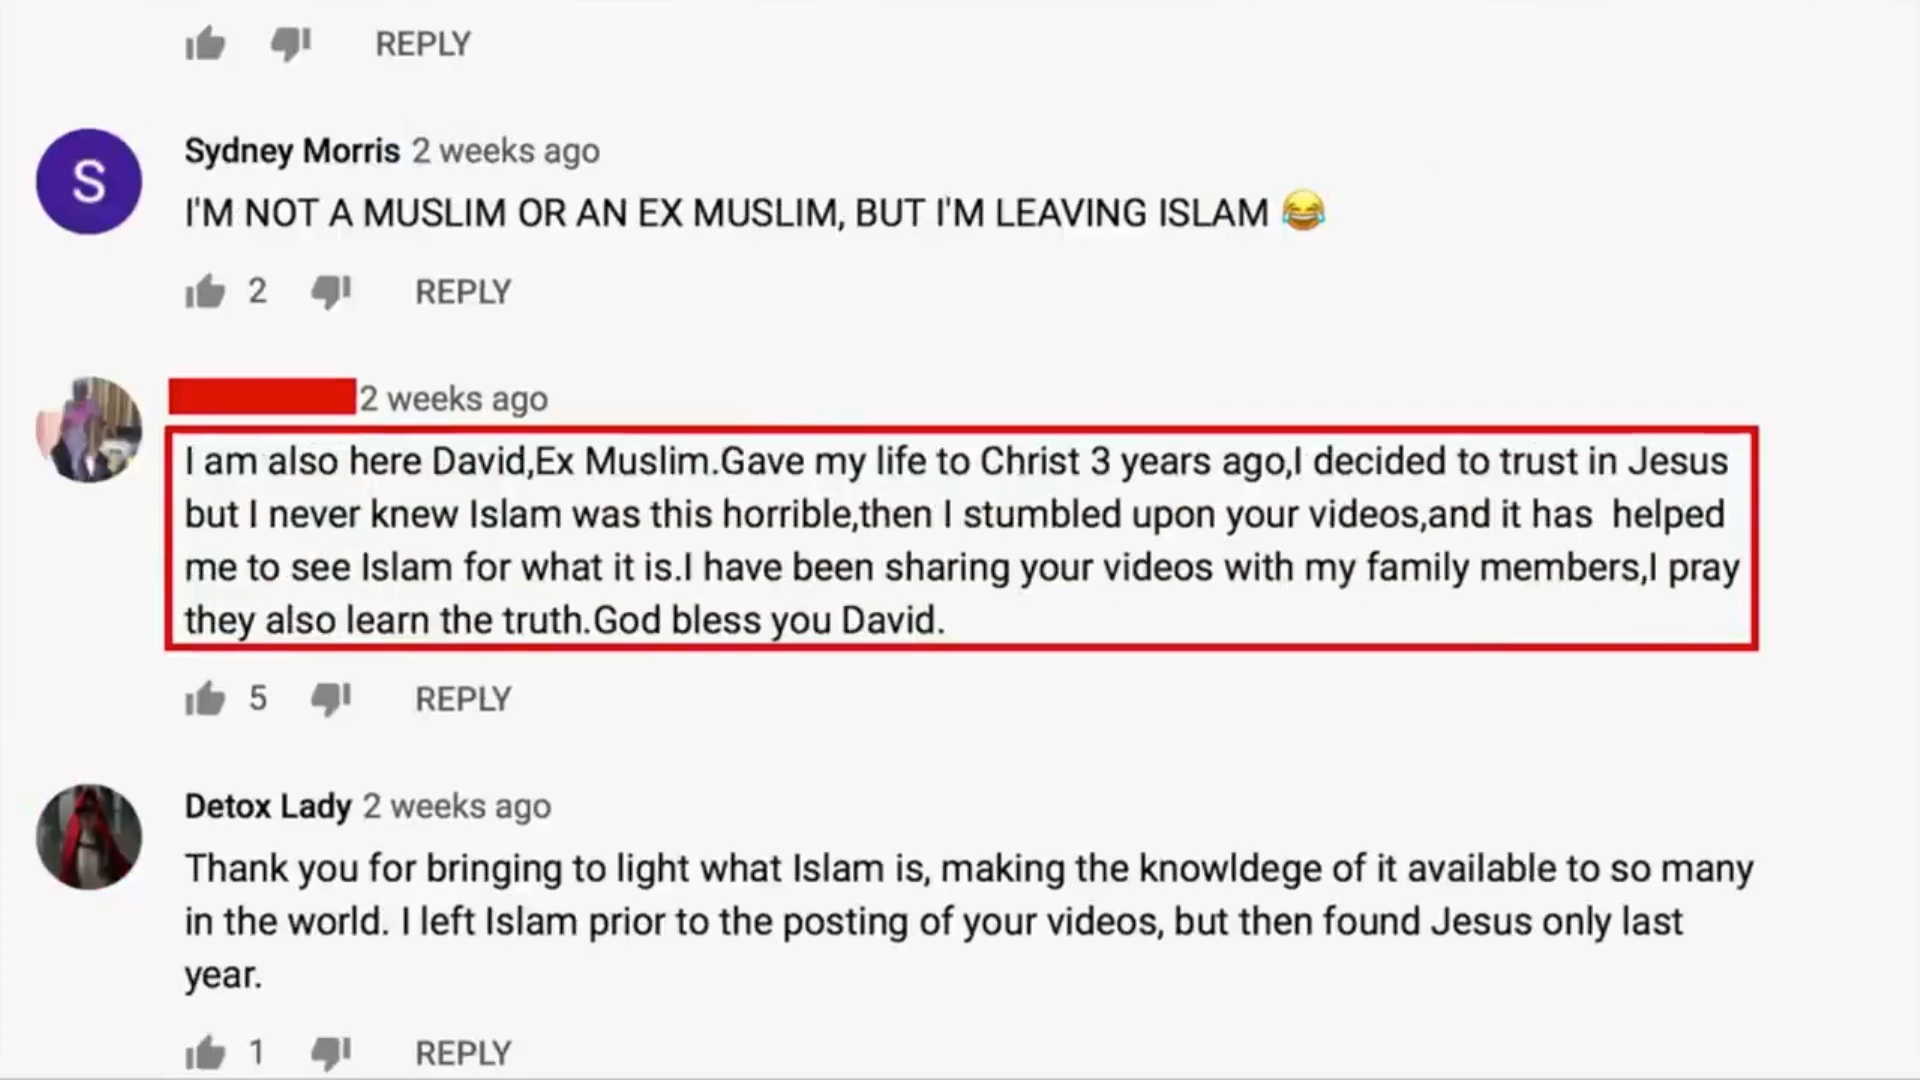 REPLY
S
Sydney Morris 2 weeks ago
I'M NOT A MUSLIM OR AN EX MUSLIM, BUT I'M LEAVING ISLAM 😂
2 REPLY
2 weeks ago
I am also here David,Ex Muslim.Gave my life to Christ 3 years ago,I decided to trust in Jesus
but I never knew Islam was this horrible,then I stumbled upon your videos,and it has  helped
me to see Islam for what it is.I have been sharing your videos with my family members,I pray
they also learn the truth.God bless you David.
5 REPLY
Detox Lady 2 weeks ago
Thank you for bringing to light what Islam is, making the knowldege of it available to so many
in the world. I left Islam prior to the posting of your videos, but then found Jesus only last
year.
1 REPLY